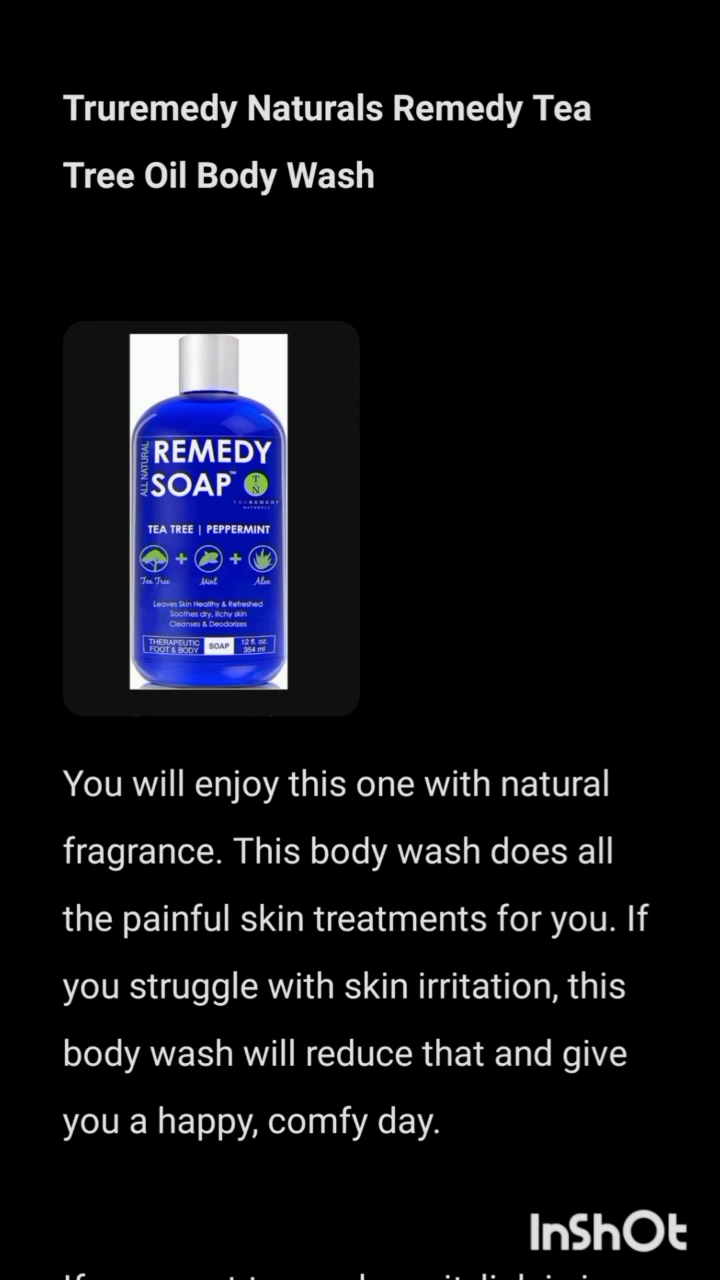 Truremedy Naturals Remedy Tea
Tree Oil Body Wash
ALL NATURAL
REMEDY
SOAP™
TN
TRUREMEDY
NATURALS
TEA TREE | PEPPERMINT
+ +
Tea Tree Mint Aloe
Leaves Skin Healthy & Refreshed
Soothes dry, itchy skin
Cleanses & Deodorizes
THERAPEUTIC
FOOT & BODY
SOAP
12 fl. oz.
354 ml
You will enjoy this one with natural
fragrance. This body wash does all
the painful skin treatments for you. If
you struggle with skin irritation, this
body wash will reduce that and give
you a happy, comfy day.
InShOt